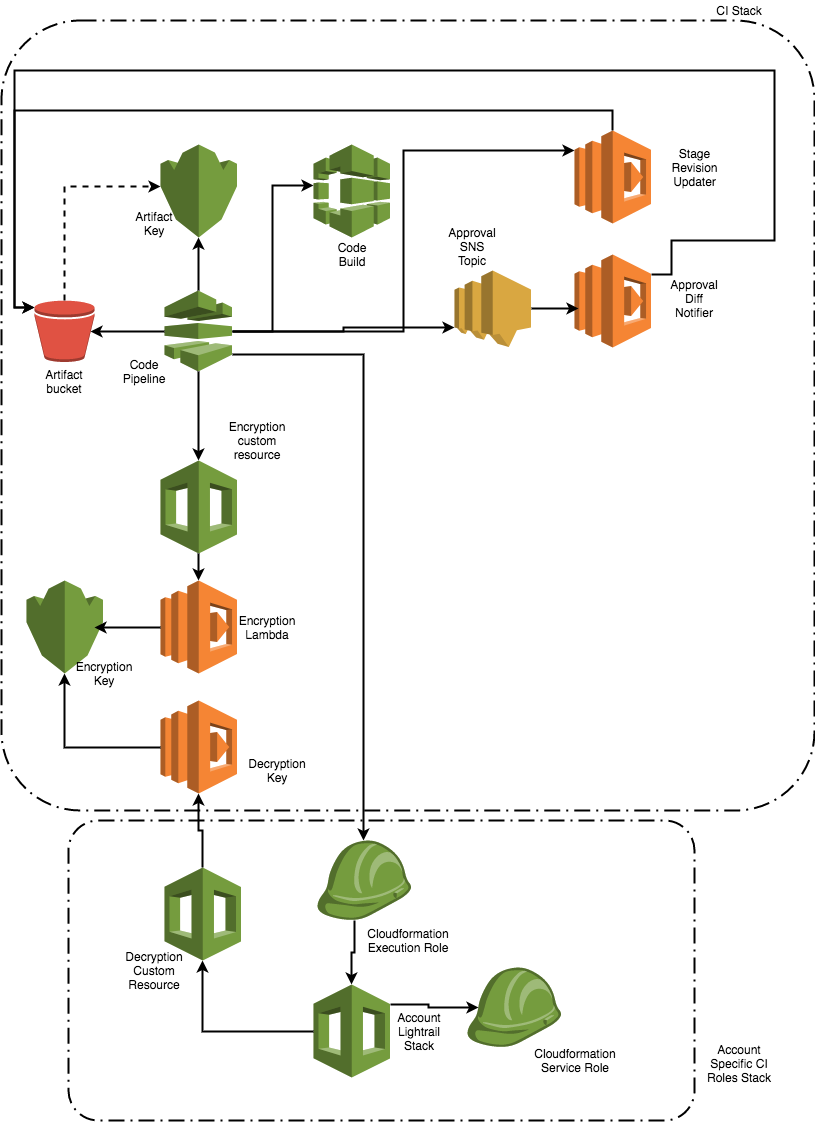 CI Stack
Stage
Revision
Updater
Artifact
Key
Code
Build
Approval
SNS
Topic
Approval
Diff
Notifier
Artifact
bucket
Code
Pipeline
Encryption
custom
resource
Encryption
Lambda
Encryption
Key
Decryption
Key
Cloudformation
Execution Role
Decryption
Custom
Resource
Account
Lightrail
Stack
Cloudformation
Service Role
Account
Specific CI
Roles Stack